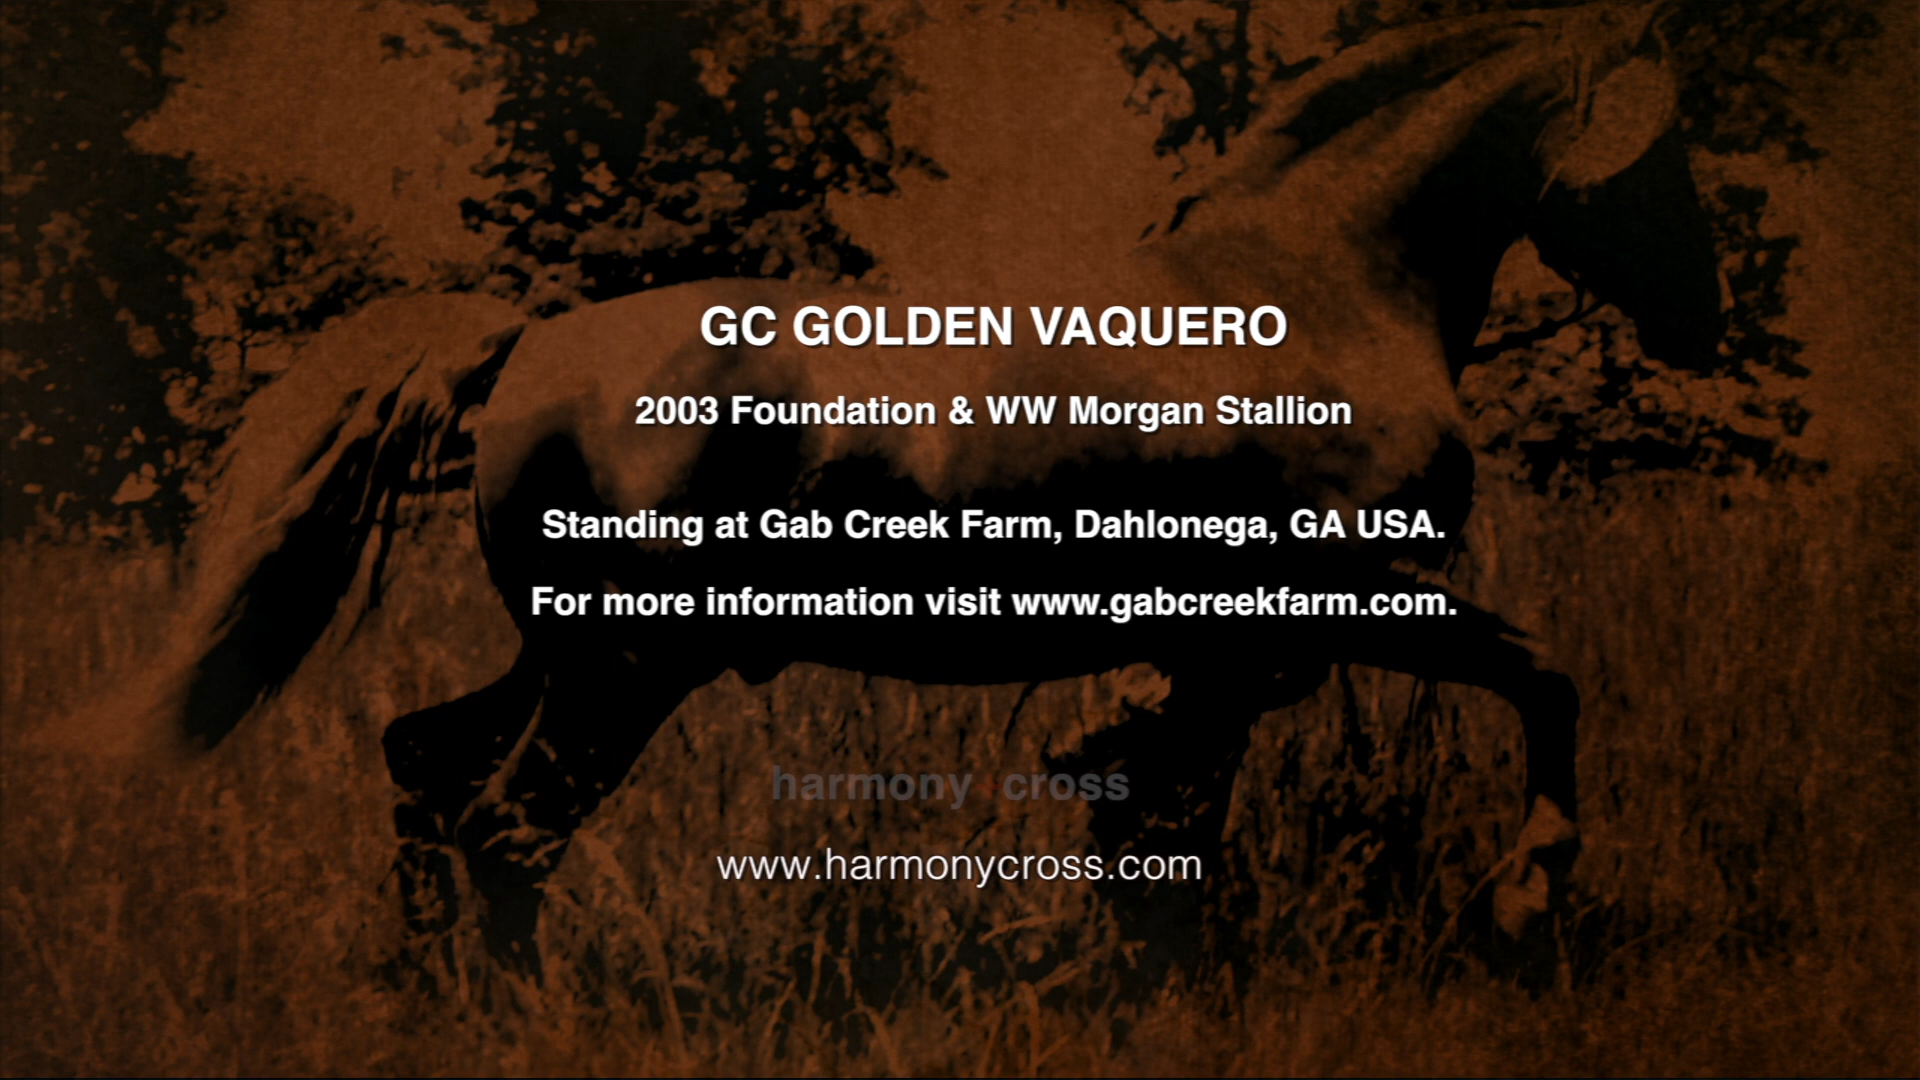 GC GOLDEN VAQUERO
2003 Foundation & WW Morgan Stallion
Standing at Gab Creek Farm, Dahlonega, GA USA.
For more information visit www.gabcreekfarm.com.
harmony+cross
www.harmonycross.com